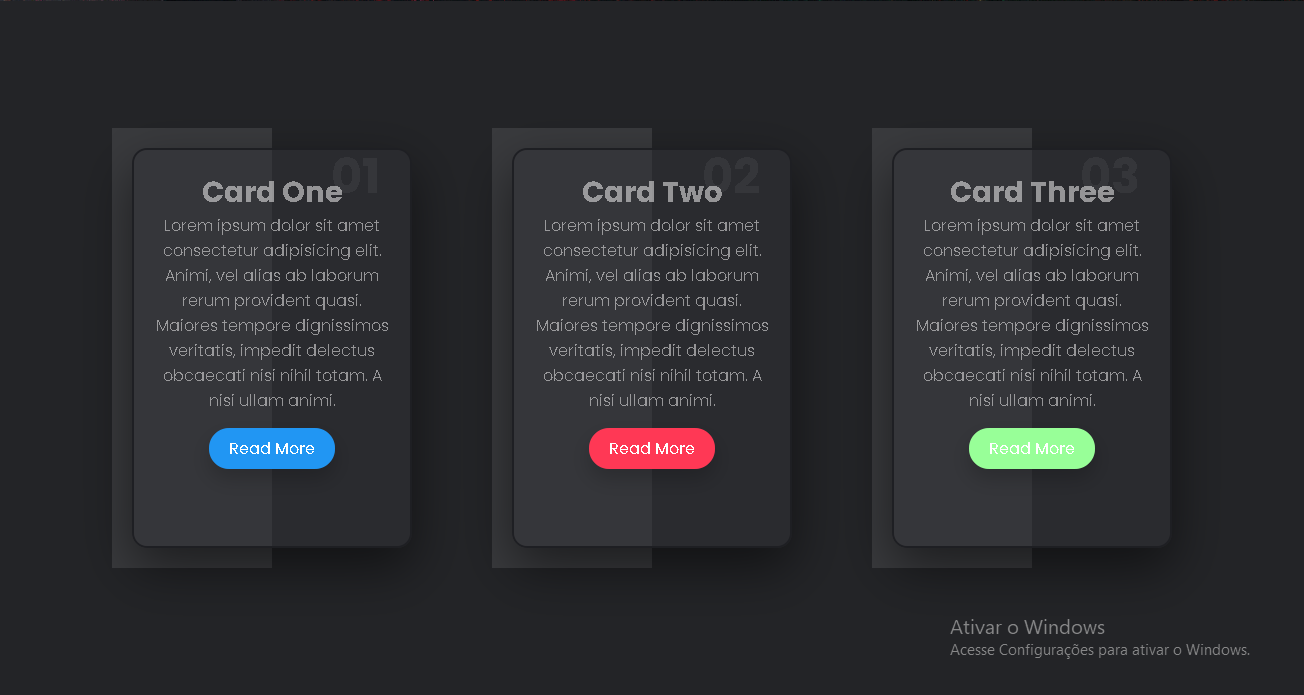 01
Card One
Lorem ipsum dolor sit amet
consectetur adipisicing elit.
Animi, vel alias ab laborum
rerum provident quasi.
Maiores tempore dignissimos
veritatis, impedit delectus
obcaecati nisi nihil totam. A
nisi ullam animi.
Read More
02
Card Two
Lorem ipsum dolor sit amet
consectetur adipisicing elit.
Animi, vel alias ab laborum
rerum provident quasi.
Maiores tempore dignissimos
veritatis, impedit delectus
obcaecati nisi nihil totam. A
nisi ullam animi.
Read More
03
Card Three
Lorem ipsum dolor sit amet
consectetur adipisicing elit.
Animi, vel alias ab laborum
rerum provident quasi.
Maiores tempore dignissimos
veritatis, impedit delectus
obcaecati nisi nihil totam. A
nisi ullam animi.
Read More
Ativar o Windows
Acesse Configurações para ativar o Windows.